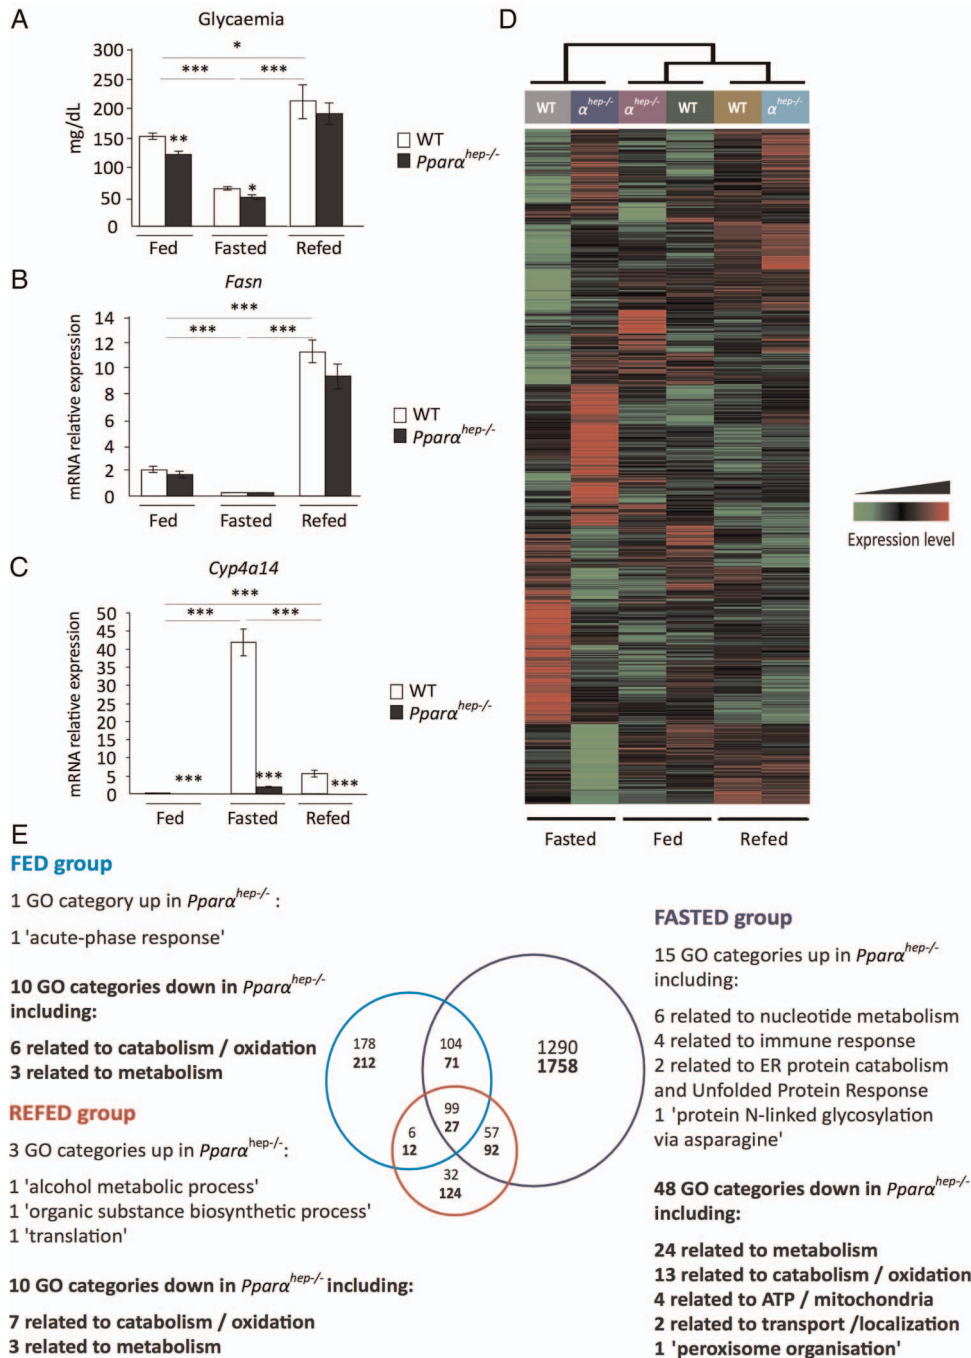 A
Glycaemia
*
***
***
mg/dL
300
250
200
150
100
50
0
**
*
Fed
Fasted
Refed
WT
Pparα^hep-/-
B
Fasn
***
***
***
mRNA relative expression
14
12
10
8
6
4
2
0
Fed
Fasted
Refed
WT
Pparα^hep-/-
C
Cyp4a14
***
***
***
mRNA relative expression
50
45
40
35
30
25
20
15
10
5
0
***
***
***
Fed
Fasted
Refed
WT
Pparα^hep-/-
D
WT
α^hep-/-
α^hep-/-
WT
WT
α^hep-/-
Expression level
Fasted
Fed
Refed
E
FED group
1 GO category up in Pparα^hep-/- :
1 'acute-phase response'
10 GO categories down in Pparα^hep-/-
including:
6 related to catabolism / oxidation
3 related to metabolism
REFED group
3 GO categories up in Pparα^hep-/-:
1 'alcohol metabolic process'
1 'organic substance biosynthetic process'
1 'translation'
10 GO categories down in Pparα^hep-/- including:
7 related to catabolism / oxidation
3 related to metabolism
178
212
104
71
1290
1758
99
27
6
12
57
92
32
124
FASTED group
15 GO categories up in Pparα^hep-/-
including:
6 related to nucleotide metabolism
4 related to immune response
2 related to ER protein catabolism
and Unfolded Protein Response
1 'protein N-linked glycosylation
via asparagine'
48 GO categories down in Pparα^hep-/-
including:
24 related to metabolism
13 related to catabolism / oxidation
4 related to ATP / mitochondria
2 related to transport /localization
1 'peroxisome organisation'